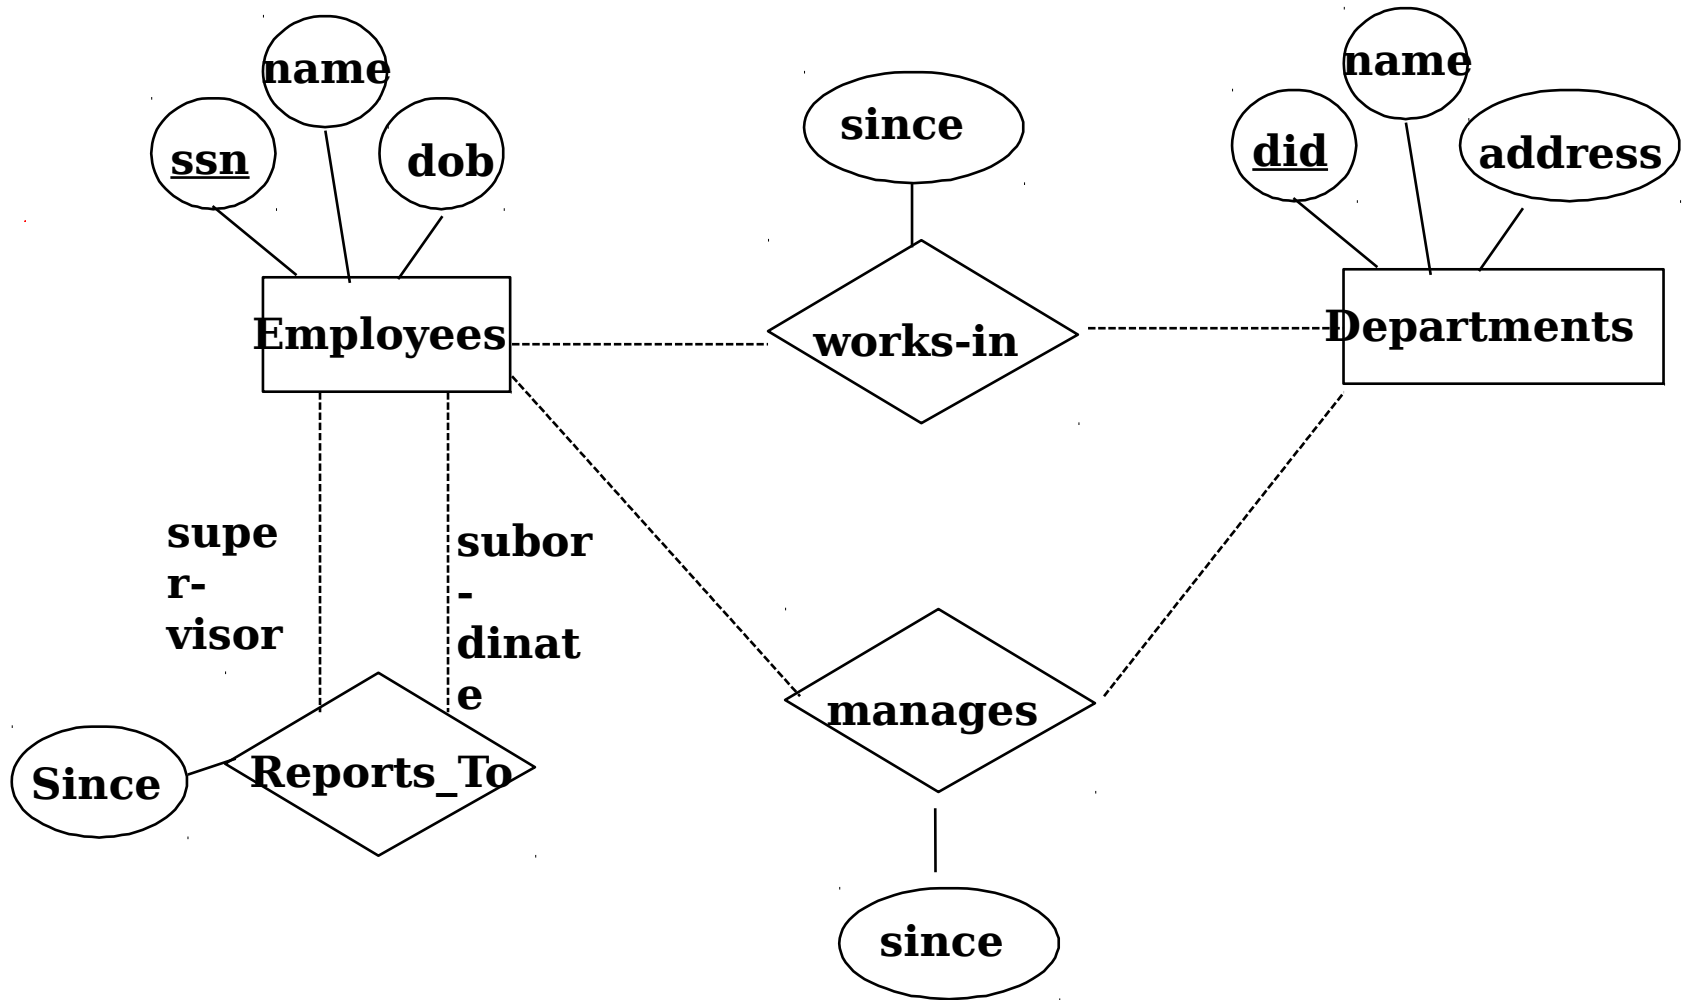 name
name
since
ssn
dob
did
address
Employees
works-in
Departments
supe
r-
visor
subor
-
dinat
e
manages
Since
Reports_To
since